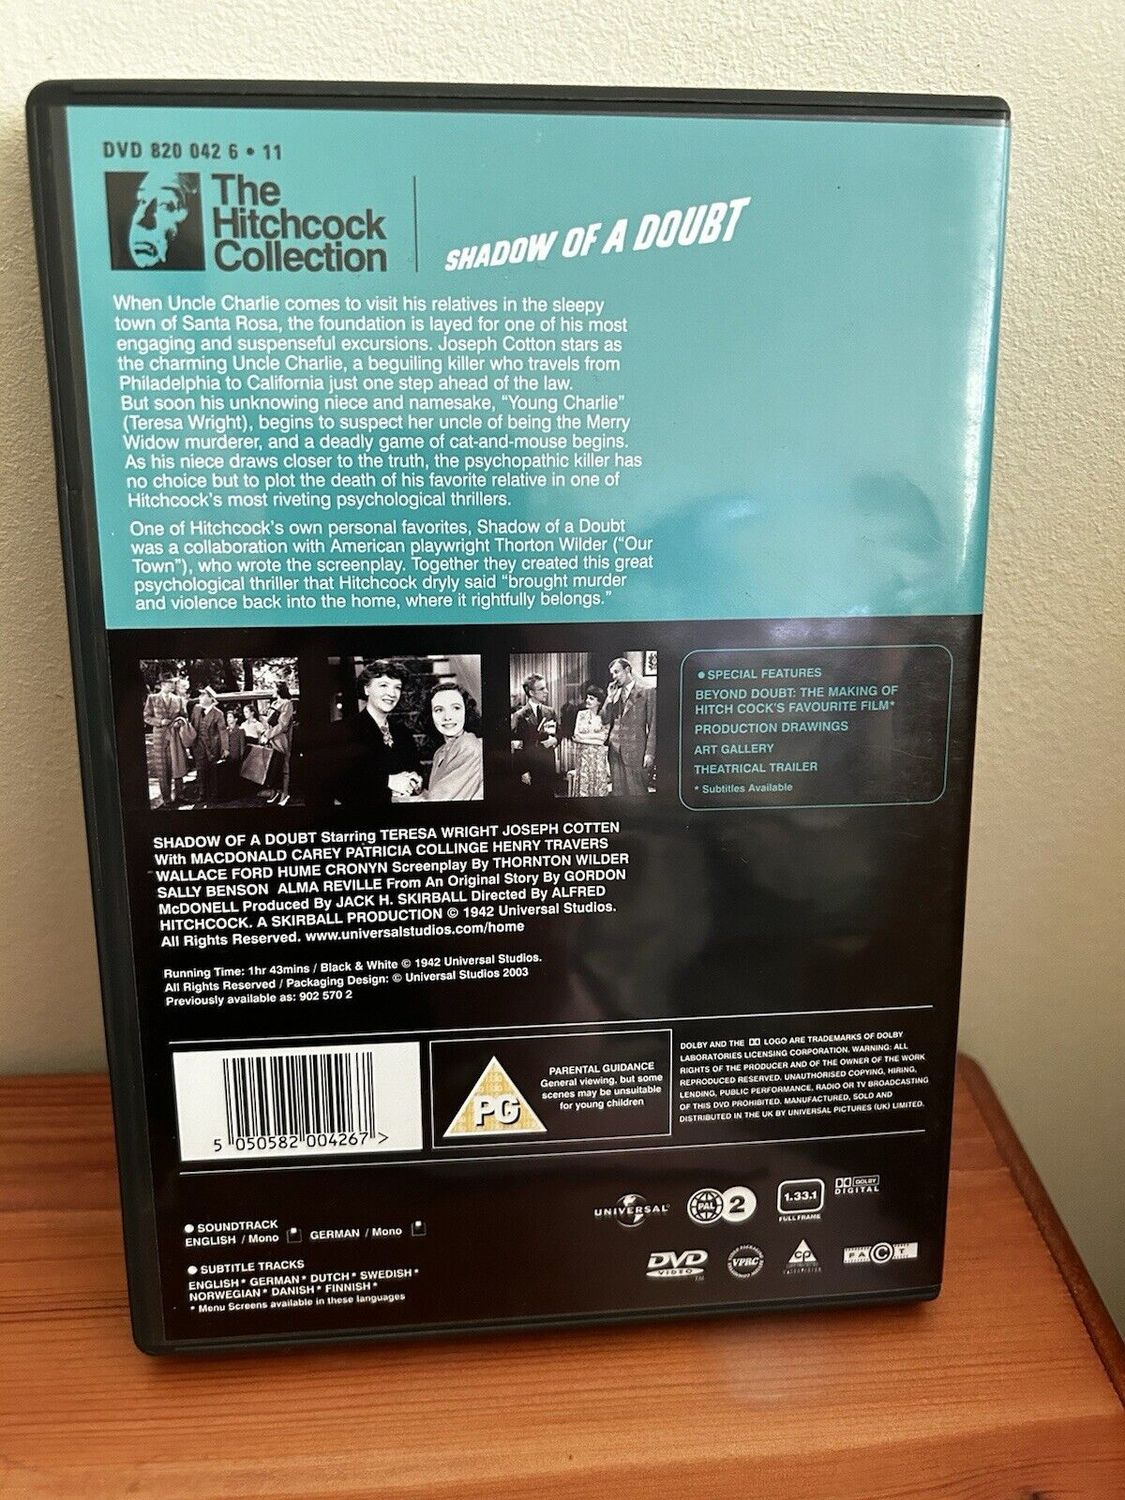 DVD 820 042 6 • 11
The
Hitchcock
Collection
SHADOW OF A DOUBT
When Uncle Charlie comes to visit his relatives in the sleepy
town of Santa Rosa, the foundation is layed for one of his most
engaging and suspenseful excursions. Joseph Cotton stars as
the charming Uncle Charlie, a beguiling killer who travels from
Philadelphia to California just one step ahead of the law.
But soon his unknowing niece and namesake, “Young Charlie”
(Teresa Wright), begins to suspect her uncle of being the Merry
Widow murderer, and a deadly game of cat-and-mouse begins.
As his niece draws closer to the truth, the psychopathic killer has
no choice but to plot the death of his favorite relative in one of
Hitchcock's most riveting psychological thrillers.
One of Hitchcock's own personal favorites, Shadow of a Doubt
was a collaboration with American playwright Thorton Wilder (“Our
Town”), who wrote the screenplay. Together they created this great
psychological thriller that Hitchcock dryly said “brought murder
and violence back into the home, where it rightfully belongs.”
• SPECIAL FEATURES
BEYOND DOUBT: THE MAKING OF
HITCH COCK'S FAVOURITE FILM*
PRODUCTION DRAWINGS
ART GALLERY
THEATRICAL TRAILER
* Subtitles Available
SHADOW OF A DOUBT Starring TERESA WRIGHT JOSEPH COTTEN
With MACDONALD CAREY PATRICIA COLLINGE HENRY TRAVERS
WALLACE FORD HUME CRONYN Screenplay By THORNTON WILDER
SALLY BENSON ALMA REVILLE From An Original Story By GORDON
McDONELL Produced By JACK H. SKIRBALL Directed By ALFRED
HITCHCOCK. A SKIRBALL PRODUCTION © 1942 Universal Studios.
All Rights Reserved. www.universalstudios.com/home
Running Time: 1hr 43mins / Black & White © 1942 Universal Studios.
All Rights Reserved / Packaging Design: © Universal Studios 2003
Previously available as: 902 570 2
5 050582 004267 >
PG
PARENTAL GUIDANCE
General viewing, but some
scenes may be unsuitable
for young children
DOLBY AND THE DD LOGO ARE TRADEMARKS OF DOLBY
LABORATORIES LICENSING CORPORATION. WARNING: ALL
RIGHTS OF THE PRODUCER AND OF THE OWNER OF THE WORK
REPRODUCED RESERVED. UNAUTHORISED COPYING, HIRING,
LENDING, PUBLIC PERFORMANCE, RADIO OR TV BROADCASTING
OF THIS DVD PROHIBITED. MANUFACTURED, SOLD AND
DISTRIBUTED IN THE UK BY UNIVERSAL PICTURES (UK) LIMITED.
• SOUNDTRACK
ENGLISH / Mono GERMAN / Mono
• SUBTITLE TRACKS
ENGLISH* GERMAN* DUTCH* SWEDISH*
NORWEGIAN* DANISH* FINNISH*
* Menu Screens available in these languages
UNIVERSAL
PAL
2
1.33.1
FULL FRAME
DOLBY
DIGITAL
DVD
VIDEO
TM
VPRC
cp
FACT